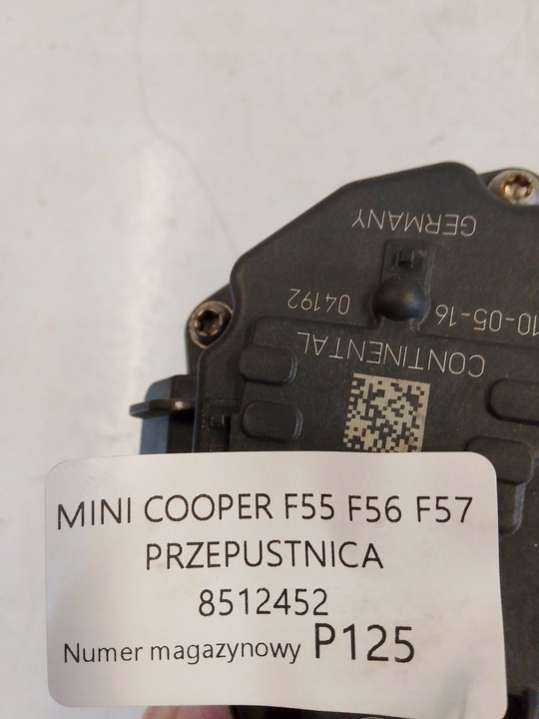 GERMANY
04192 10-05-16
CONTINENTAL
MINI COOPER F55 F56 F57
PRZEPUSTNICA
8512452
Numer magazynowy P125